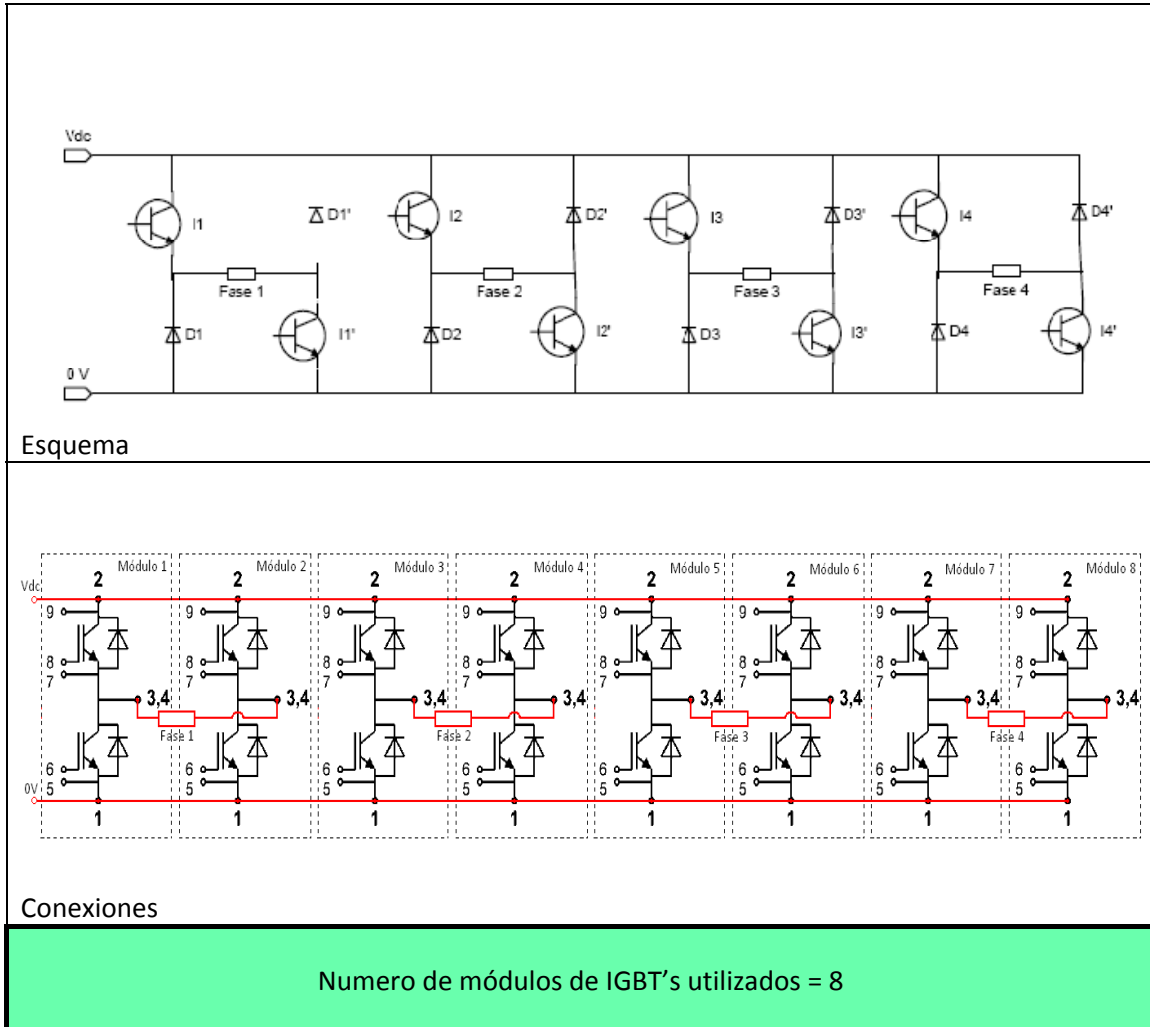 Vdc
I1 D1' I2 D2' I3 D3' I4 D4'
Fase 1 Fase 2 Fase 3 Fase 4
D1 I1' D2 I2' D3 I3' D4 I4'
0 V
Esquema
Módulo 1 Módulo 2 Módulo 3 Módulo 4 Módulo 5 Módulo 6 Módulo 7 Módulo 8
2 2 2 2 2 2 2 2
Vdc
9 9 9 9 9 9 9 9
8 8 8 8 8 8 8 8
7 7 7 7 7 7 7 7
3,4 3,4 3,4 3,4 3,4 3,4 3,4 3,4
Fase 1 Fase 2 Fase 3 Fase 4
6 6 6 6 6 6 6 6
5 5 5 5 5 5 5 5
0V
1 1 1 1 1 1 1 1
Conexiones
Numero de módulos de IGBT’s utilizados = 8